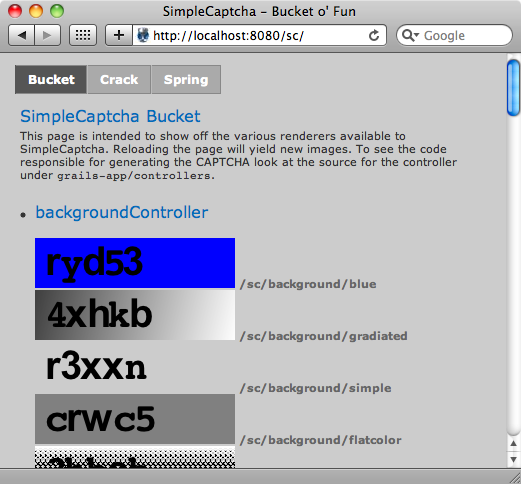 SimpleCaptcha – Bucket o' Fun
http://localhost:8080/sc/
Google
Bucket Crack Spring
SimpleCaptcha Bucket
This page is intended to show off the various renderers available to
SimpleCaptcha. Reloading the page will yield new images. To see the code
responsible for generating the CAPTCHA look at the source for the controller
under grails-app/controllers.
• backgroundController
ryd53
/sc/background/blue
4xhkb
/sc/background/gradiated
r3xxn
/sc/background/simple
crwc5
/sc/background/flatcolor